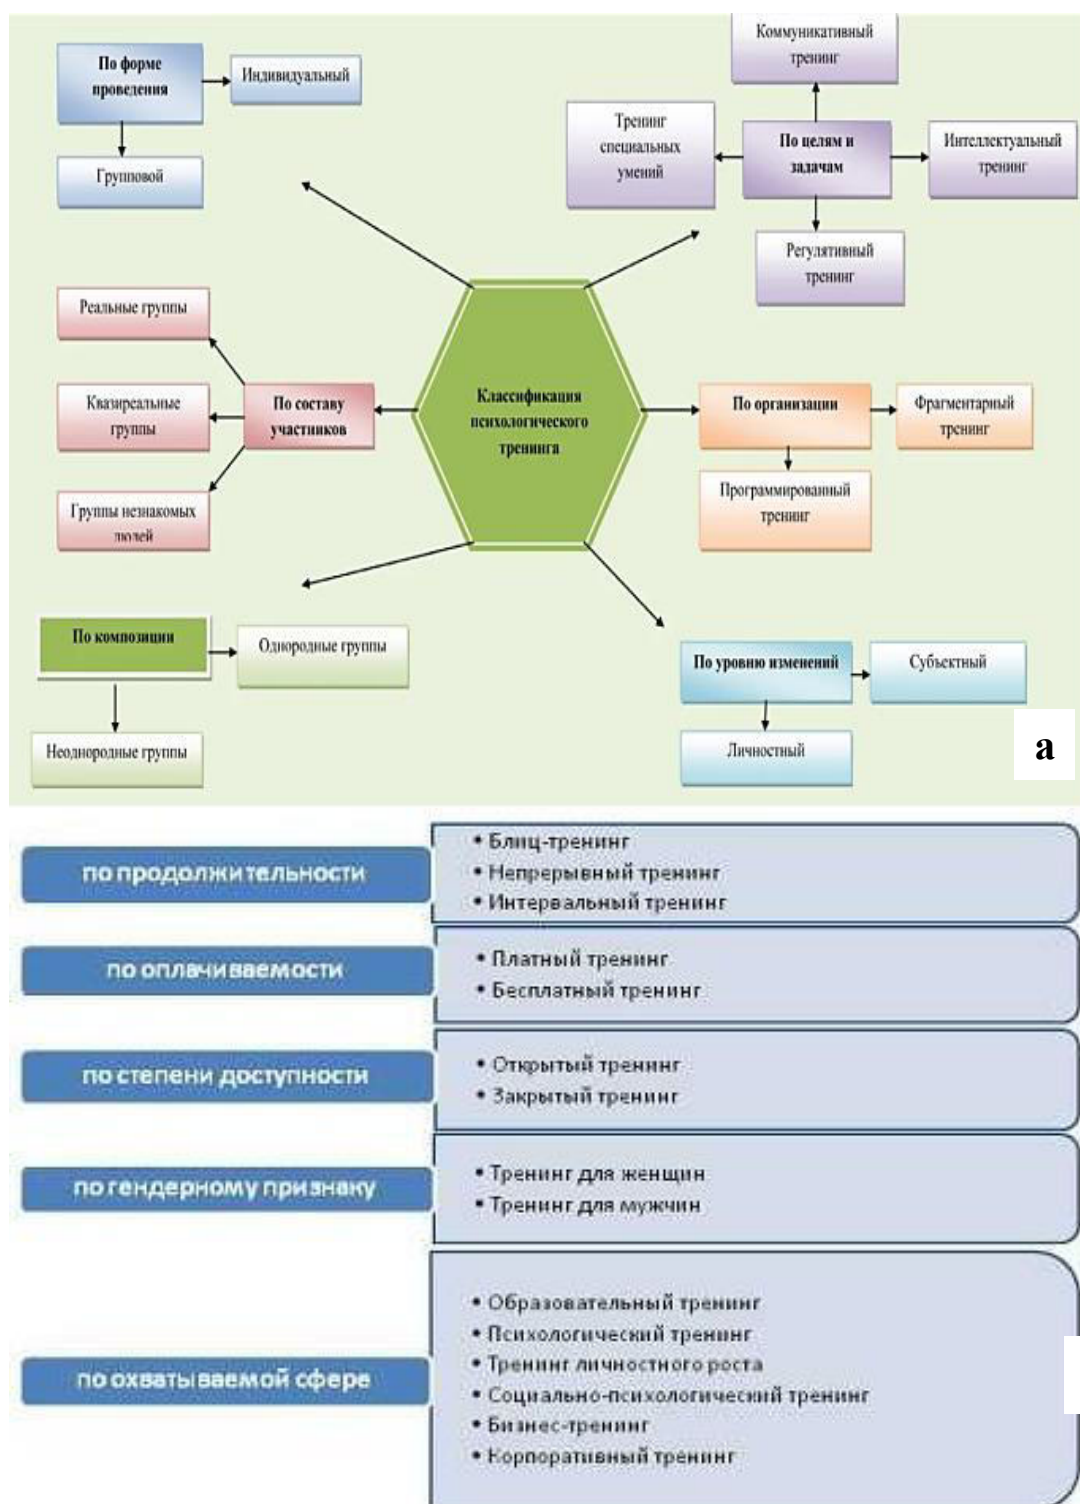 По форме
проведения
Индивидуальный
Групповой
Коммуникативный
тренинг
Тренинг
специальных
умений
По целям и
задачам
Интеллектуальный
тренинг
Регулятивный
тренинг
Реальные группы
Квазиреальные
группы
Группы незнакомых
людей
По составу
участников
Классификация
психологического
тренинга
По организации
Фрагментарный
тренинг
Программированный
тренинг
По композиции
Однородные группы
Неоднородные группы
По уровню изменений
Субъектный
Личностный
а
по продолжительности
• Блиц-тренинг
• Непрерывный тренинг
• Интервальный тренинг
по оплачиваемости
• Платный тренинг
• Бесплатный тренинг
по степени доступности
• Открытый тренинг
• Закрытый тренинг
по гендерному признаку
• Тренинг для женщин
• Тренинг для мужчин
по охватываемой сфере
• Образовательный тренинг
• Психологический тренинг
• Тренинг личностного роста
• Социально-психологический тренинг
• Бизнес-тренинг
• Корпоративный тренинг